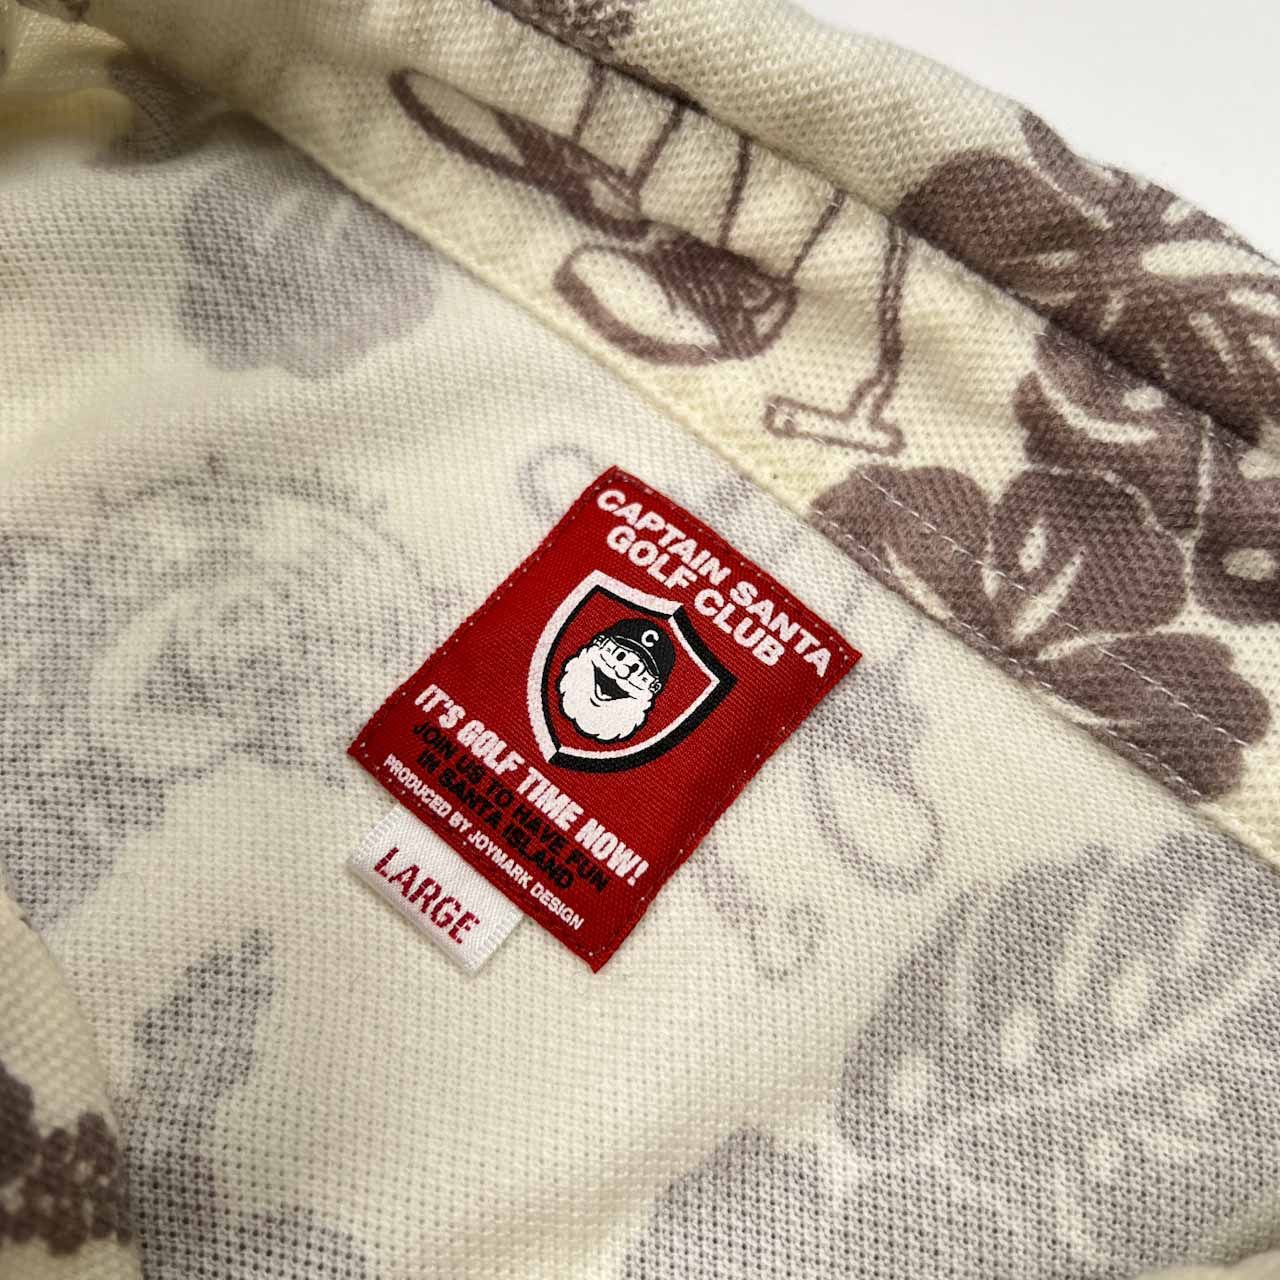 CAPTAIN SANTA
GOLF CLUB
C
IT'S GOLF TIME NOW!
JOIN US TO HAVE FUN
IN SANTA ISLAND
PRODUCED BY JOYMARK DESIGN
LARGE